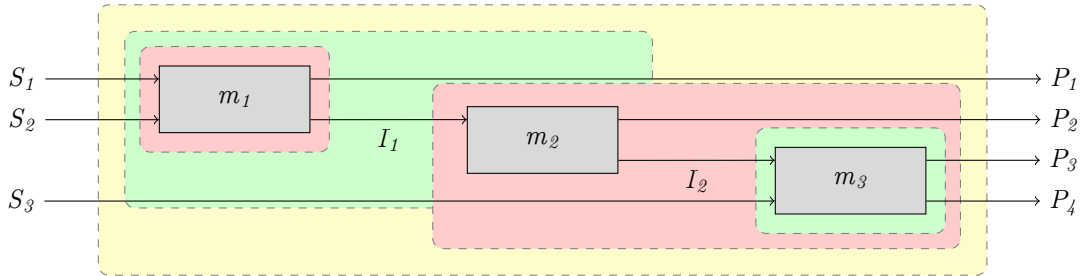 S₁ m₁ P₁
S₂ I₁ m₂ P₂
I₂ m₃ P₃
S₃ P₄